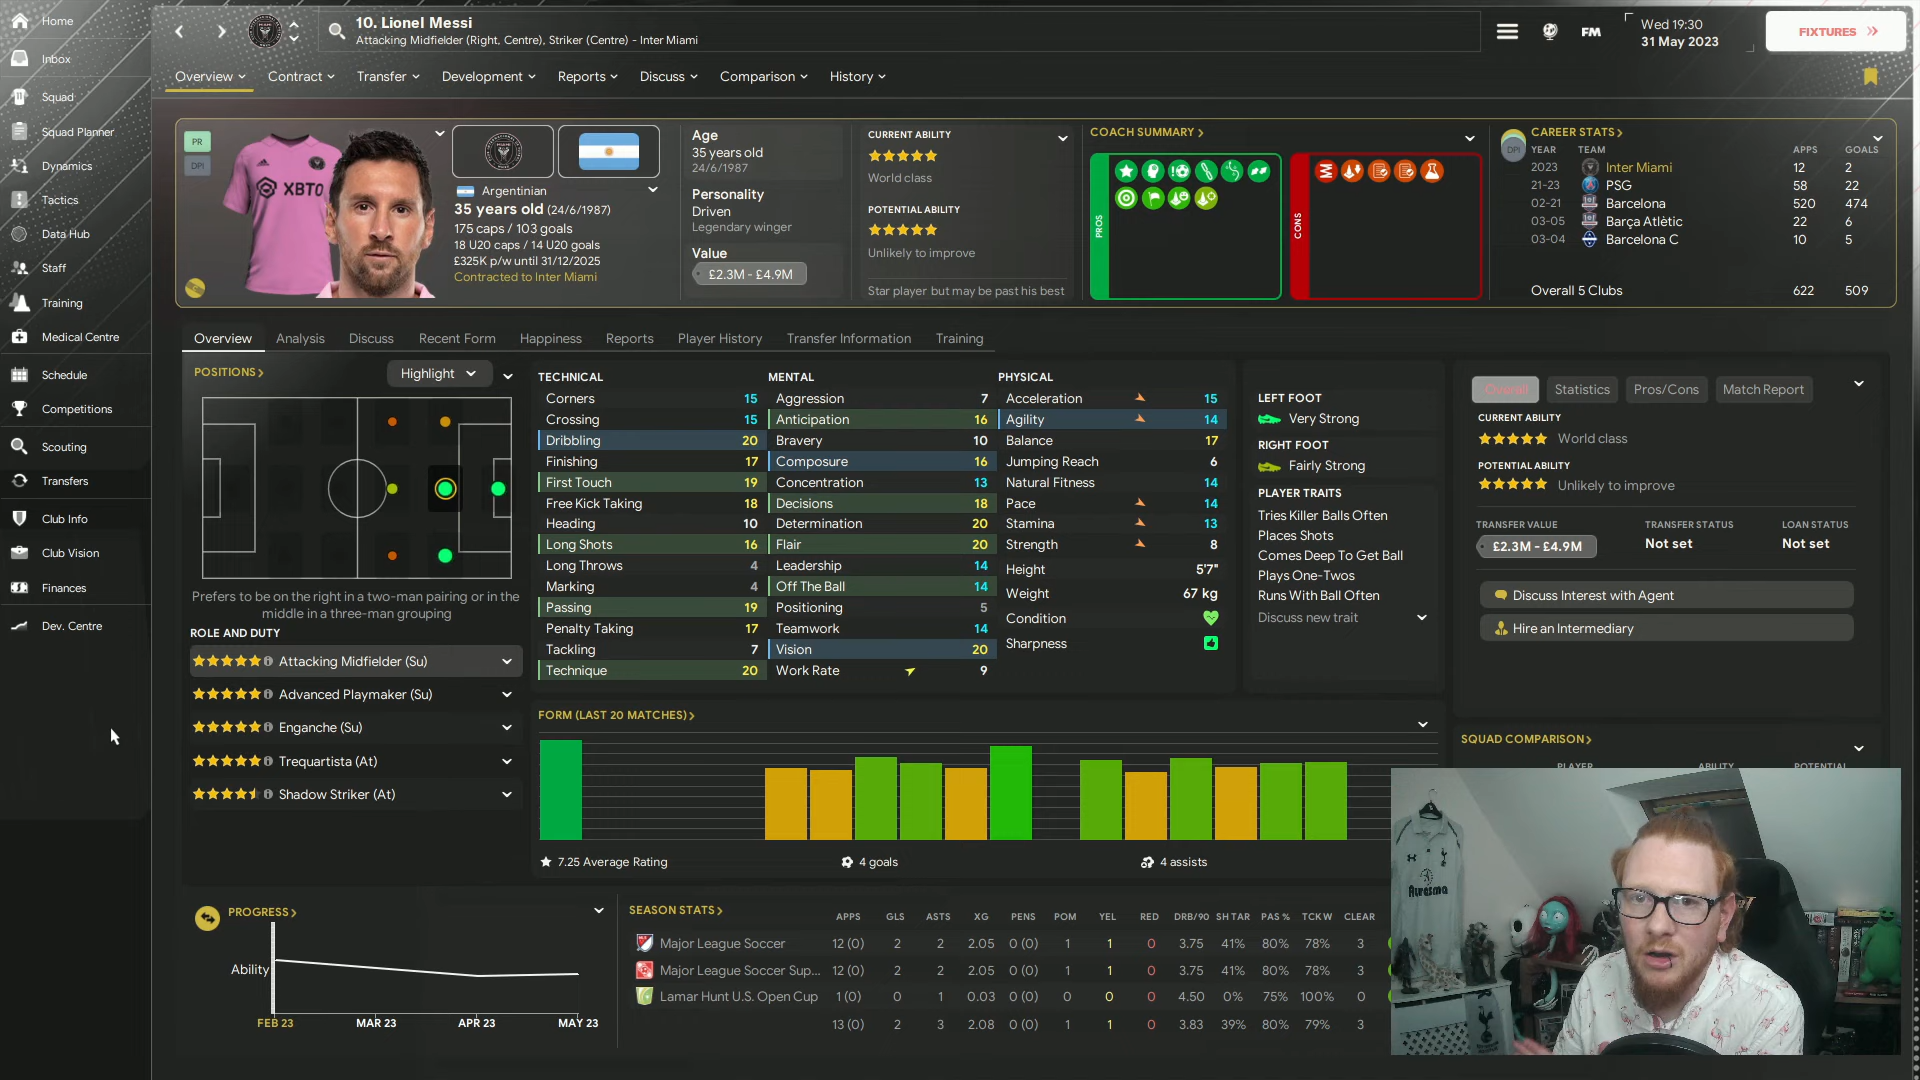 Home
Inbox
Squad
Squad Planner
Dynamics
Tactics
Data Hub
Staff
Training
Medical Centre
Schedule
Competitions
Scouting
Transfers
Club Info
Club Vision
Finances
Dev. Centre
10. Lionel Messi
Attacking Midfielder (Right, Centre), Striker (Centre) - Inter Miami
FM
Wed 19:30
31 May 2023
FIXTURES
Overview Contract Transfer Development Reports Discuss Comparison History
PR
DPI
XBTO
Argentinian
35 years old (24/6/1987)
175 caps / 103 goals
18 U20 caps / 14 U20 goals
£325K p/w until 31/12/2025
Contracted to Inter Miami
Age
35 years old
24/6/1987
Personality
Driven
Legendary winger
Value
£2.3M - £4.9M
CURRENT ABILITY
World class
POTENTIAL ABILITY
Unlikely to improve
Star player but may be past his best
COACH SUMMARY
PROS
CONS
DPI
CAREER STATS
YEAR TEAM APPS GOALS
2023 Inter Miami 12 2
21-23 PSG 58 22
02-21 Barcelona 520 474
03-05 Barça Atlètic 22 6
03-04 Barcelona C 10 5
Overall 5 Clubs 622 509
Overview Analysis Discuss Recent Form Happiness Reports Player History Transfer Information Training
POSITIONS
Highlight
Prefers to be on the right in a two-man pairing or in the
middle in a three-man grouping
ROLE AND DUTY
Attacking Midfielder (Su)
Advanced Playmaker (Su)
Enganche (Su)
Trequartista (At)
Shadow Striker (At)
TECHNICAL
Corners 15
Crossing 15
Dribbling 20
Finishing 17
First Touch 19
Free Kick Taking 18
Heading 10
Long Shots 16
Long Throws 4
Marking 4
Passing 19
Penalty Taking 17
Tackling 7
Technique 20
MENTAL
Aggression 7
Anticipation 16
Bravery 10
Composure 16
Concentration 13
Decisions 18
Determination 20
Flair 20
Leadership 14
Off The Ball 14
Positioning 5
Teamwork 14
Vision 20
Work Rate 9
PHYSICAL
Acceleration 15
Agility 14
Balance 17
Jumping Reach 6
Natural Fitness 14
Pace 14
Stamina 13
Strength 8
Height 5'7"
Weight 67 kg
Condition
Sharpness
LEFT FOOT
Very Strong
RIGHT FOOT
Fairly Strong
PLAYER TRAITS
Tries Killer Balls Often
Places Shots
Comes Deep To Get Ball
Plays One-Twos
Runs With Ball Often
Discuss new trait
Overall Statistics Pros/Cons Match Report
CURRENT ABILITY
World class
POTENTIAL ABILITY
Unlikely to improve
TRANSFER VALUE TRANSFER STATUS LOAN STATUS
£2.3M - £4.9M Not set Not set
Discuss Interest with Agent
Hire an Intermediary
SQUAD COMPARISON
PLAYER ABILITY POTENTIAL
FORM (LAST 20 MATCHES)
7.25 Average Rating 4 goals 4 assists
PROGRESS
Ability
FEB 23 MAR 23 APR 23 MAY 23
SEASON STATS APPS GLS ASTS XG PENS POM YEL RED DRB/90 SH TAR PAS % TCK W CLEAR
Major League Soccer 12 (0) 2 2 2.05 0 (0) 1 1 0 3.75 41% 80% 78% 3
Major League Soccer Sup... 12 (0) 2 2 2.05 0 (0) 1 1 0 3.75 41% 80% 78% 3
Lamar Hunt U.S. Open Cup 1 (0) 0 1 0.03 0 (0) 0 0 0 4.50 0% 75% 100% 0
13 (0) 2 3 2.08 0 (0) 1 1 0 3.83 39% 80% 79% 3